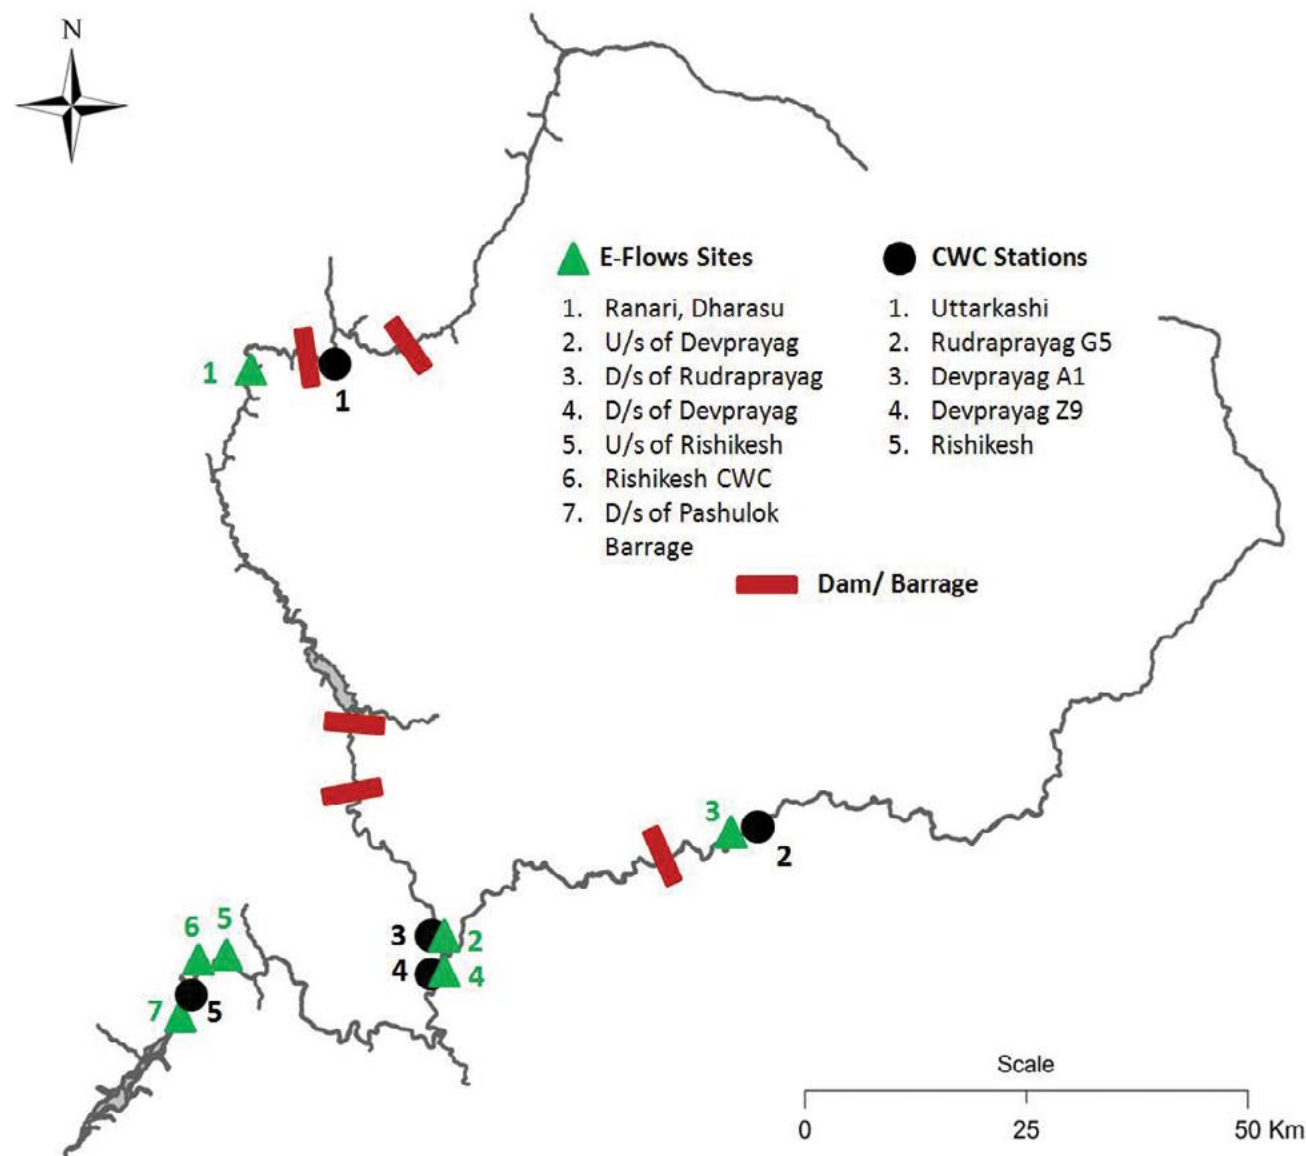 N
E-Flows Sites
1. Ranari, Dharasu
2. U/s of Devprayag
3. D/s of Rudraprayag
4. D/s of Devprayag
5. U/s of Rishikesh
6. Rishikesh CWC
7. D/s of Pashulok
Barrage
CWC Stations
1. Uttarkashi
2. Rudraprayag G5
3. Devprayag A1
4. Devprayag Z9
5. Rishikesh
Dam/ Barrage
1
1
3
2
3
2
4
4
6
5
5
7
Scale
0 25 50 Km